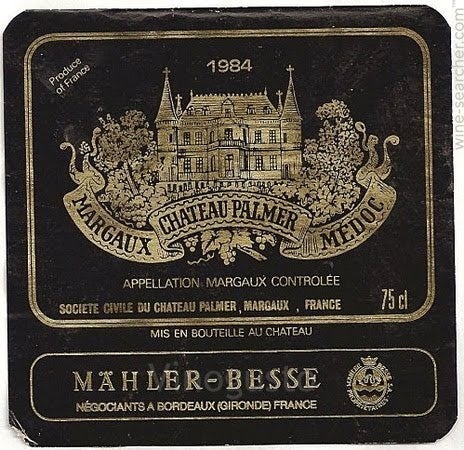 1984
Produce
of France
MARGAUX
CHATEAU PALMER
MÉDOC
APPELLATION MARGAUX CONTROLÉE
SOCIETE CIVILE DU CHATEAU PALMER, MARGAUX , FRANCE
75 cl
MIS EN BOUTEILLE AU CHATEAU
MÄHLER-BESSE
NÉGOCIANTS A BORDEAUX (GIRONDE) FRANCE
wine-searcher.com™